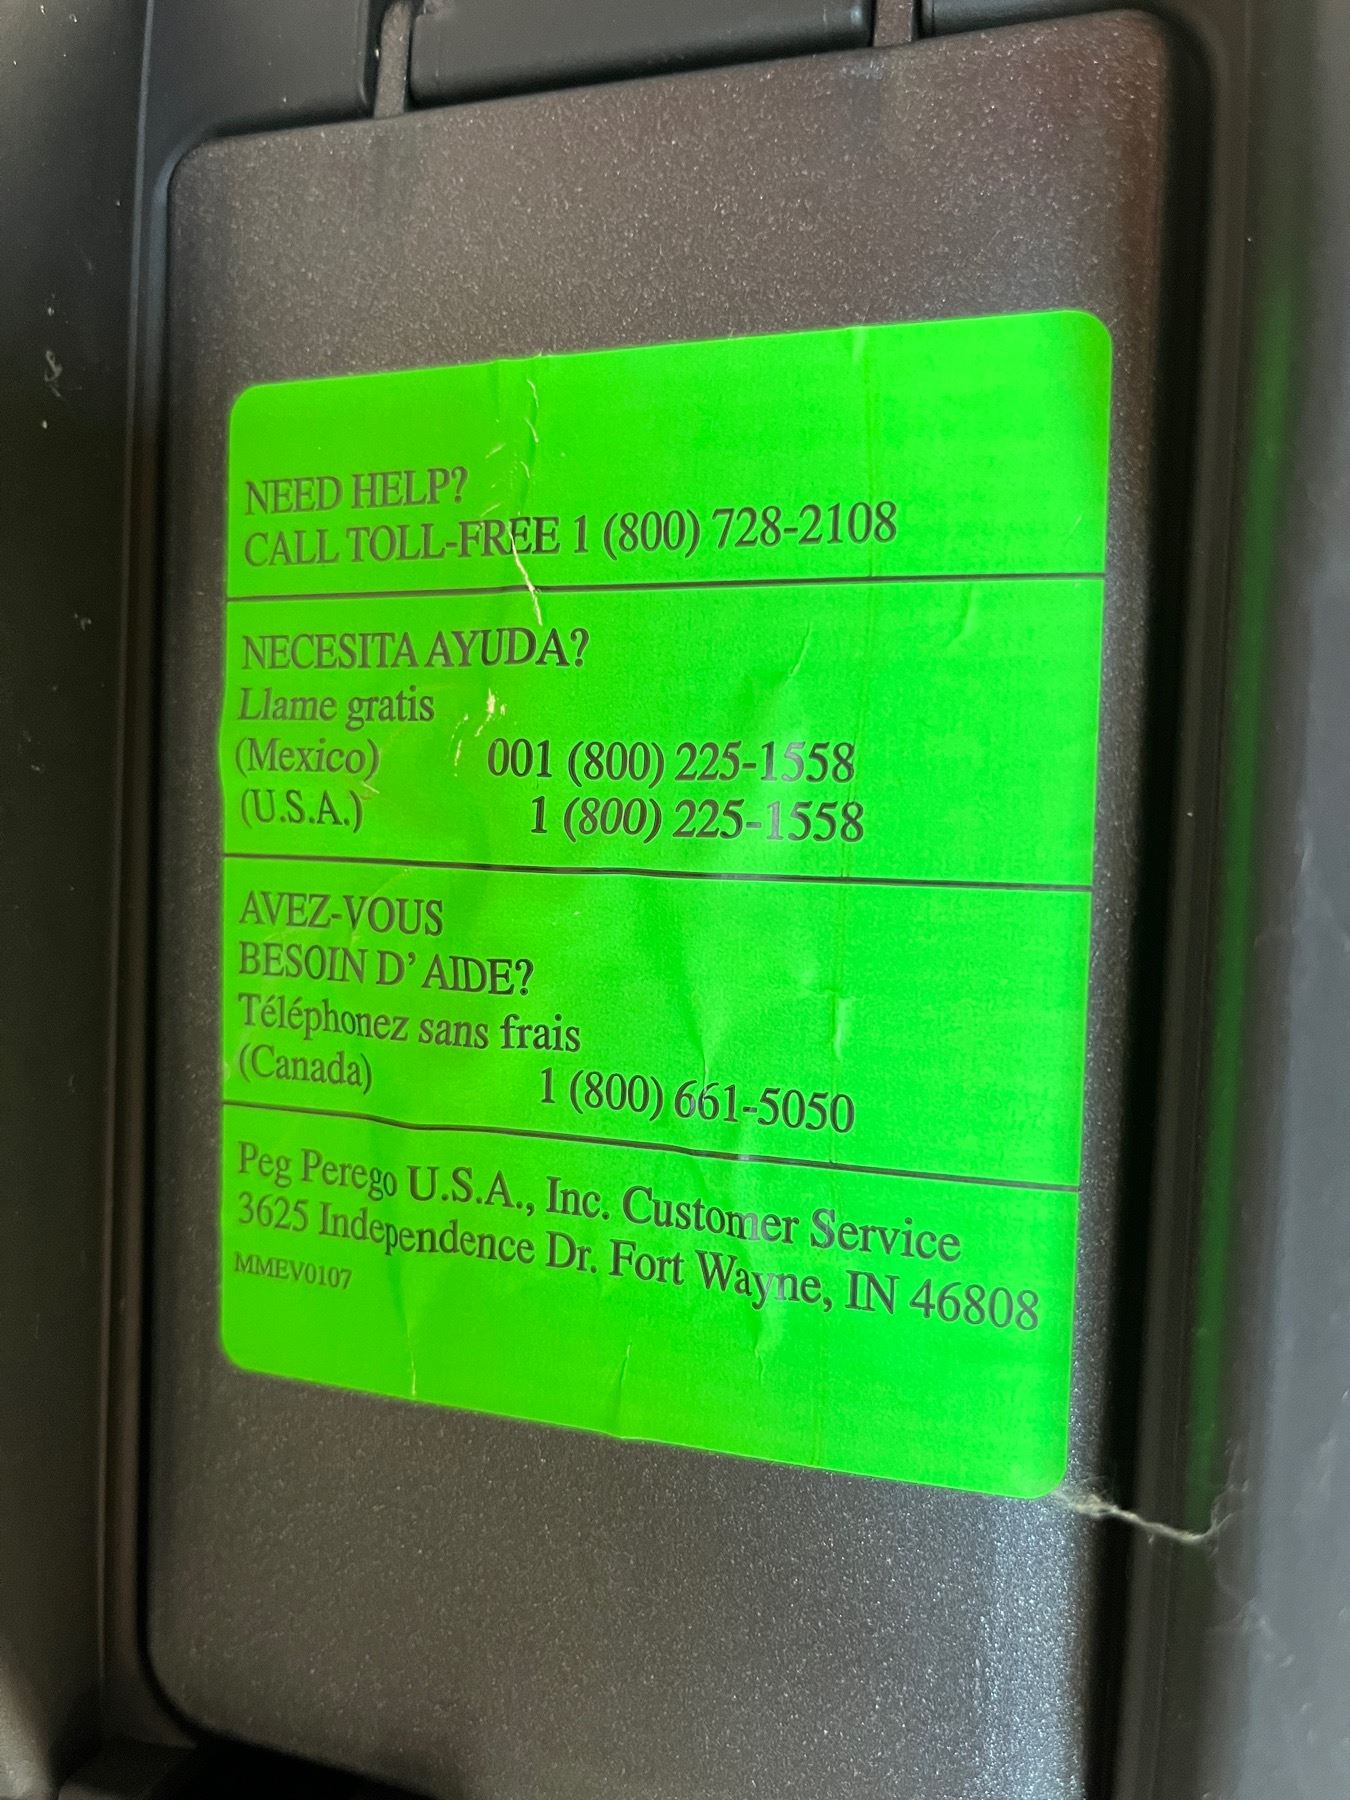 NEED HELP?
CALL TOLL-FREE 1 (800) 728-2108
NECESITA AYUDA?
Llame gratis
(Mexico) 001 (800) 225-1558
(U.S.A.) 1 (800) 225-1558
AVEZ-VOUS
BESOIN D' AIDE?
Téléphonez sans frais
(Canada) 1 (800) 661-5050
Peg Perego U.S.A., Inc. Customer Service
3625 Independence Dr. Fort Wayne, IN 46808
MMEV0107